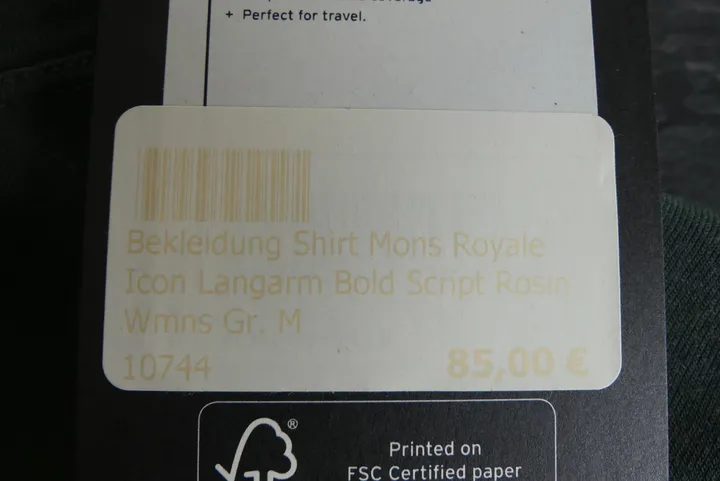 + Perfect for travel.
Bekleidung Shirt Mons Royale
Icon Langarm Bold Script Rosin
Wmns Gr. M
10744 85,00 €
®
Printed on
FSC Certified paper